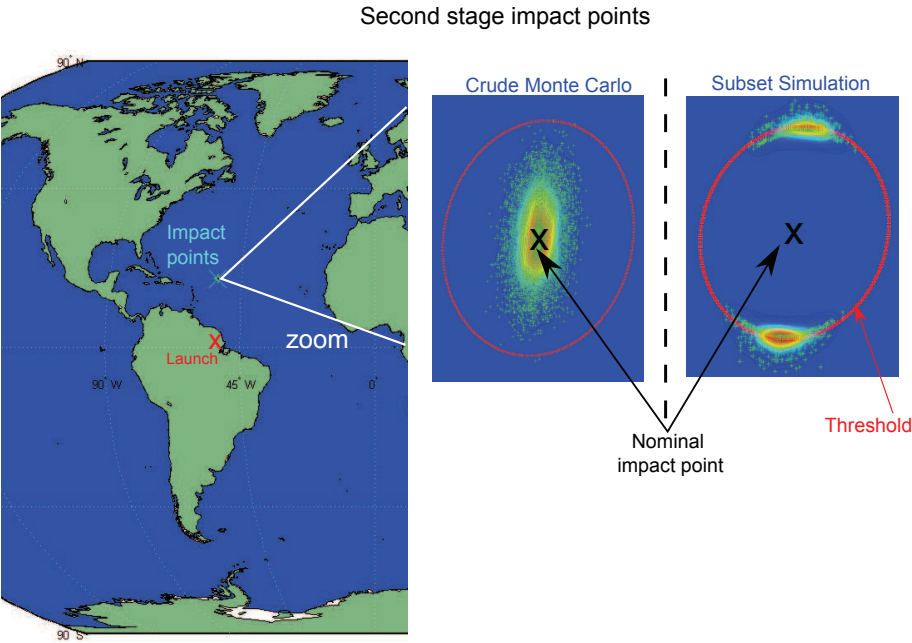 Second stage impact points
90° N
Crude Monte Carlo
Subset Simulation
Impact
points
X
X
zoom
X
Launch
90° W
45° W
0°
Threshold
Nominal
impact point
90° S